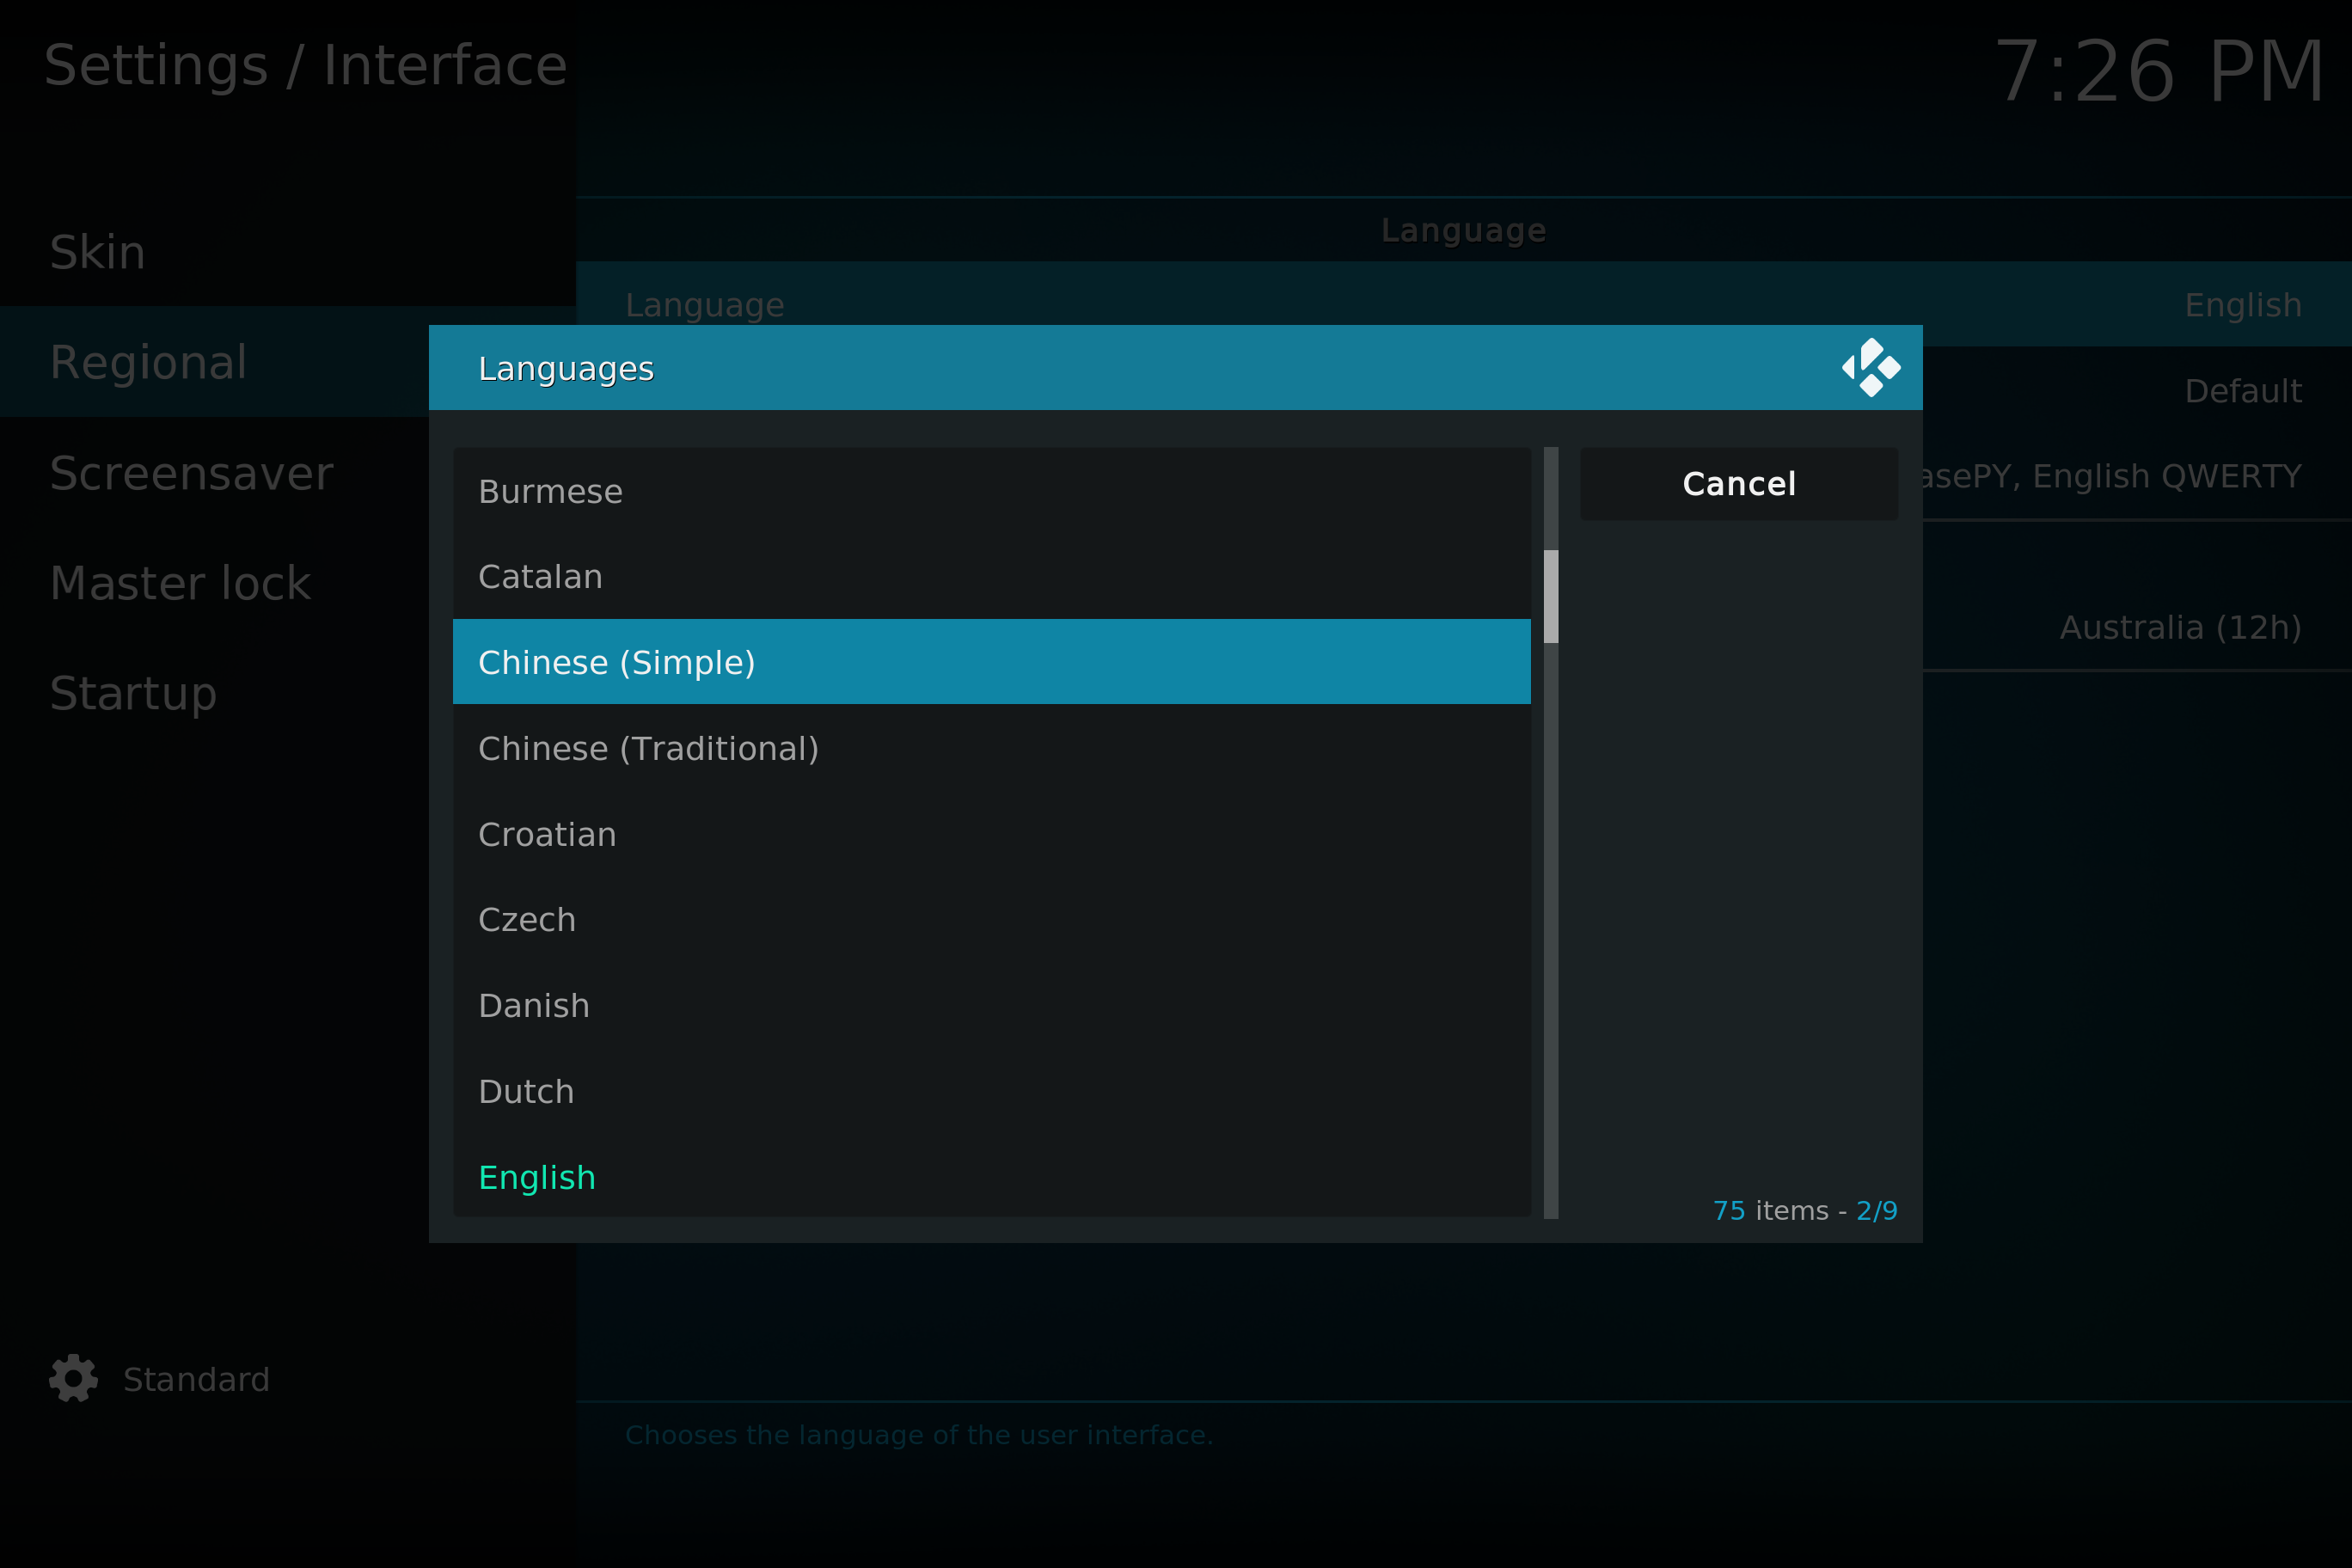 Settings / Interface
7:26 PM
Skin
Regional
Screensaver
Master lock
Startup
Standard
Language
Language
English
Default
English QWERTY
Australia (12h)
Languages
Burmese
Catalan
Chinese (Simple)
Chinese (Traditional)
Croatian
Czech
Danish
Dutch
English
Cancel
75 items - 2/9
Chooses the language of the user interface.